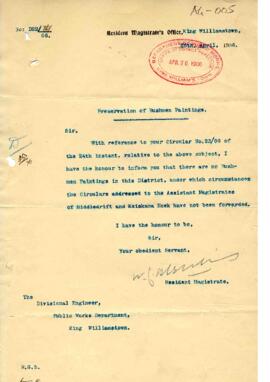 AG-005
No: D89/
06.
Resident Magistrate's Office,
King Williamstown,
April, 1906.
APR 26 1906
Preservation of Bushmen Paintings.
Sir,
With reference to your Circular No.23/06 of
the 24th instant, relative to the above subject, I
have the honour to inform you that there are no Bush-
men Paintings in this District, under which circumstances
the Circulars addressed to the Assistant Magistrates
of Middledrift and Keiskama Hoek have not been forwarded.
I have the honour to be,
Sir,
Your obedient Servant,
Resident Magistrate.
The
Divisional Engineer,
Public Works Department,
King Williamstown.